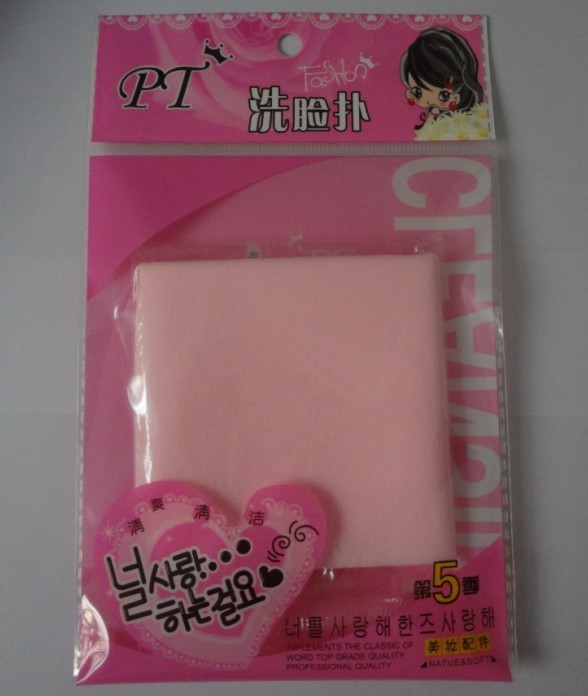 PT
Fashion
洗脸扑
清爽清洁
널사랑...
하는걸요
第5季
너를사랑해한즈사랑해
IMPLEMENTS THE CLASSIC OF
WORD TOP GRADE QUALITY
PROFESSIONAL QUALITY
美妆配件
NATUE&SOFT